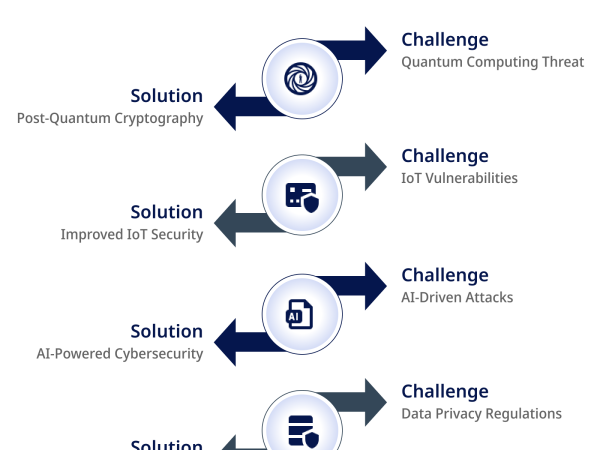 Challenge
Quantum Computing Threat
Solution
Post-Quantum Cryptography
Challenge
IoT Vulnerabilities
Solution
Improved IoT Security
Challenge
AI-Driven Attacks
AI
Solution
AI-Powered Cybersecurity
Challenge
Data Privacy Regulations
Solution